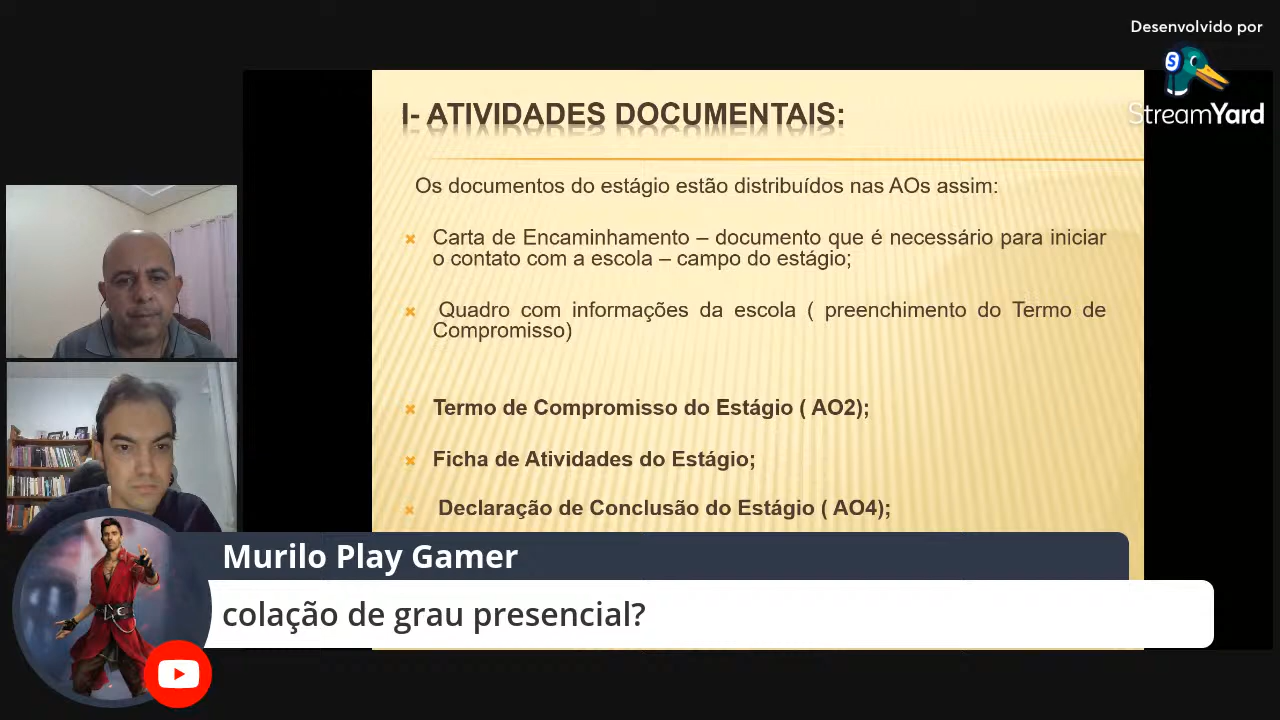 Desenvolvido por
StreamYard
I- ATIVIDADES DOCUMENTAIS:
Os documentos do estágio estão distribuídos nas AOs assim:
Carta de Encaminhamento – documento que é necessário para iniciar
o contato com a escola – campo do estágio;
Quadro com informações da escola ( preenchimento do Termo de
Compromisso)
Termo de Compromisso do Estágio ( AO2);
Ficha de Atividades do Estágio;
Declaração de Conclusão do Estágio ( AO4);
Murilo Play Gamer
colação de grau presencial?